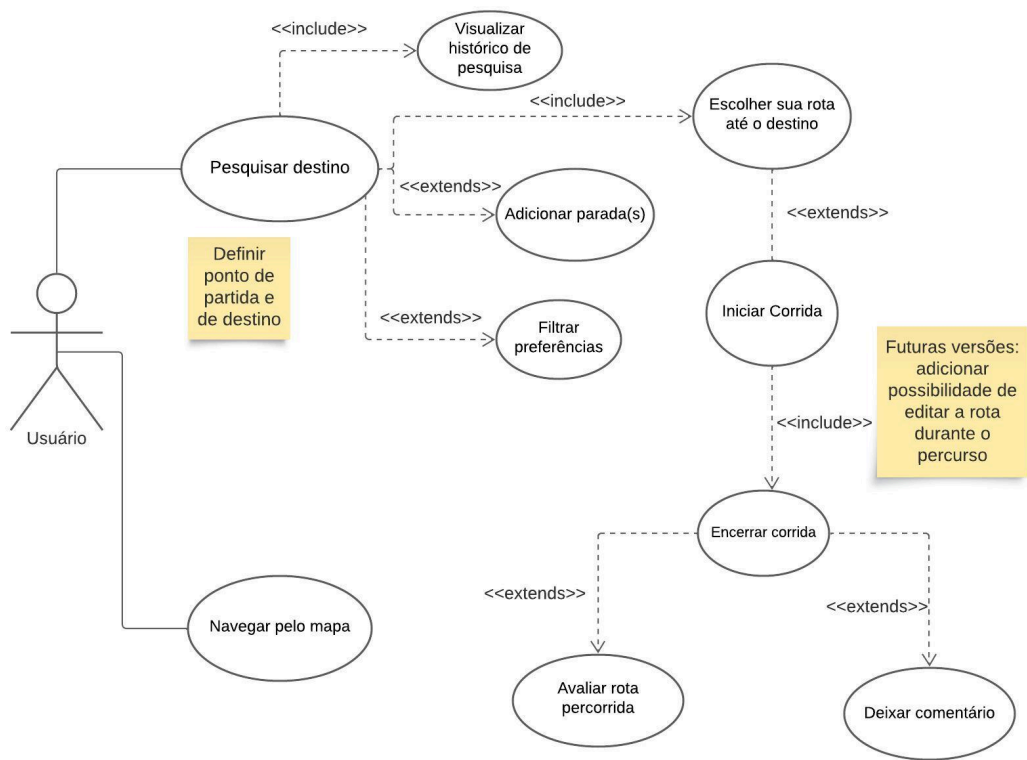 <<include>>
Visualizar
histórico de
pesquisa
<<include>>
Escolher sua rota
até o destino
Pesquisar destino
<<extends>>
Adicionar parada(s)
<<extends>>
Definir
ponto de
partida e
de destino
<<extends>>
Filtrar
preferências
Iniciar Corrida
Futuras versões:
adicionar
possibilidade de
editar a rota
durante o
percurso
<<include>>
Usuário
Encerrar corrida
<<extends>>
<<extends>>
Navegar pelo mapa
Avaliar rota
percorrida
Deixar comentário